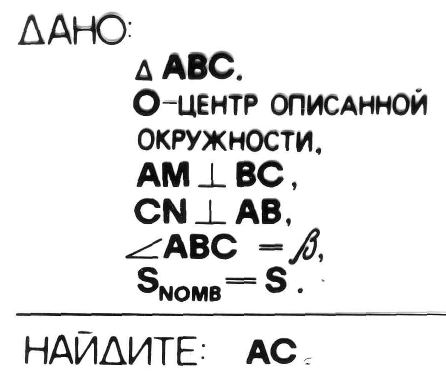 ДАНО:
Δ ABC.
O-ЦЕНТР ОПИСАННОЙ
ОКРУЖНОСТИ,
AM ⊥ BC,
CN ⊥ AB,
∠ABC = β,
S_NOMB = S.
НАЙДИТЕ: AC.